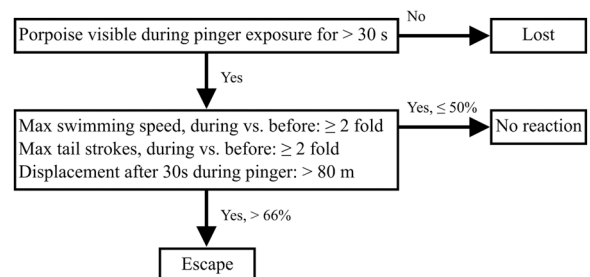 Porpoise visible during pinger exposure for > 30 s
No
Lost
Yes
Max swimming speed, during vs. before: ≥ 2 fold
Max tail strokes, during vs. before: ≥ 2 fold
Displacement after 30s during pinger: > 80 m
Yes, ≤ 50%
No reaction
Yes, > 66%
Escape